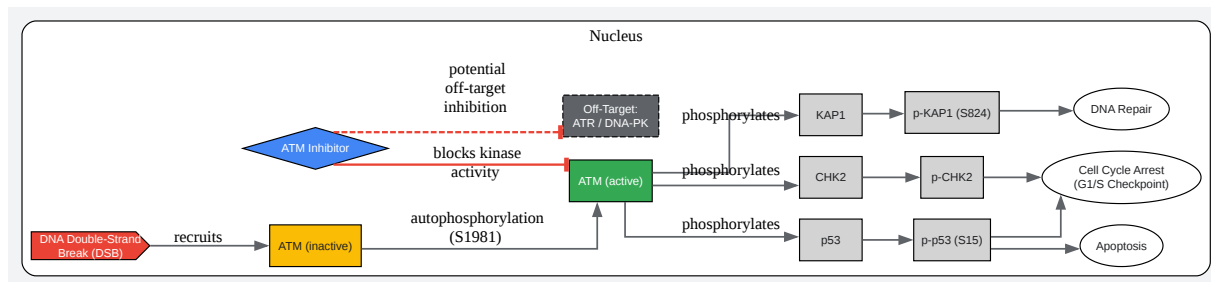 Nucleus
potential
off-target
inhibition
Off-Target:
ATR / DNA-PK
phosphorylates
KAP1
p-KAP1 (S824)
DNA Repair
ATM Inhibitor
blocks kinase
activity
ATM (active)
phosphorylates
CHK2
p-CHK2
Cell Cycle Arrest
(G1/S Checkpoint)
DNA Double-Strand
Break (DSB)
recruits
ATM (inactive)
autophosphorylation
(S1981)
phosphorylates
p53
p-p53 (S15)
Apoptosis